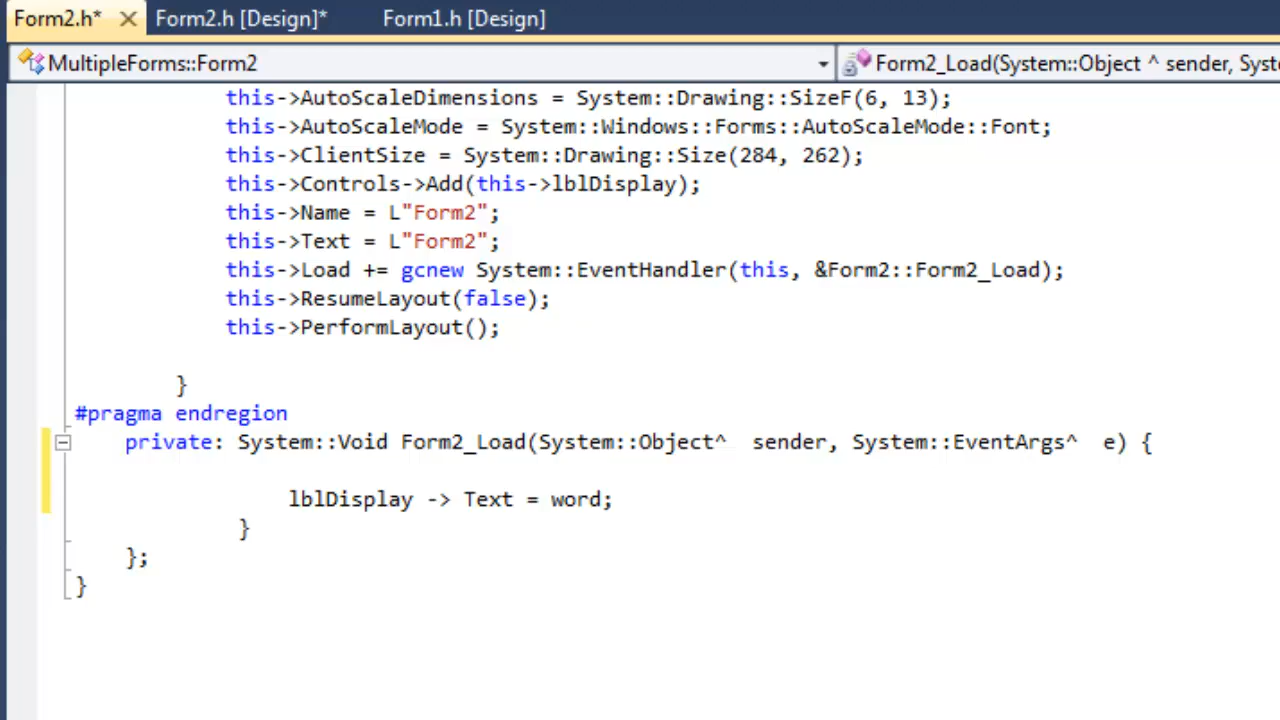 Form2.h* Form2.h [Design]* Form1.h [Design]
MultipleForms::Form2 Form2_Load(System::Object ^ sender, Syste
this->AutoScaleDimensions = System::Drawing::SizeF(6, 13);
this->AutoScaleMode = System::Windows::Forms::AutoScaleMode::Font;
this->ClientSize = System::Drawing::Size(284, 262);
this->Controls->Add(this->lblDisplay);
this->Name = L"Form2";
this->Text = L"Form2";
this->Load += gcnew System::EventHandler(this, &Form2::Form2_Load);
this->ResumeLayout(false);
this->PerformLayout();
}
#pragma endregion
private: System::Void Form2_Load(System::Object^  sender, System::EventArgs^  e) {
lblDisplay -> Text = word;
}
};
}